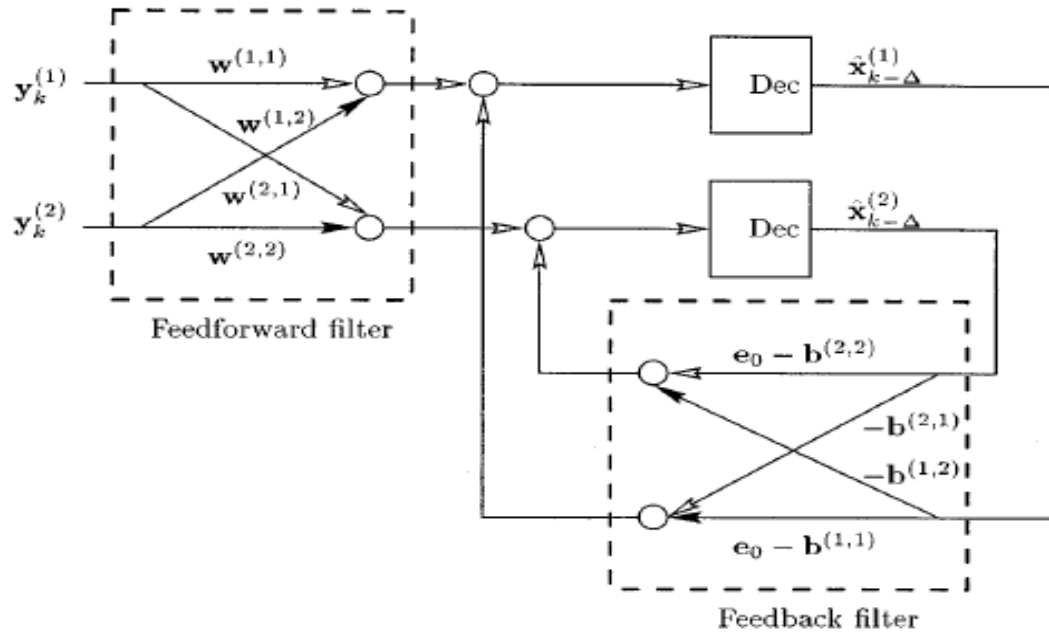 y_k^(1)
w^(1,1)
w^(1,2)
w^(2,1)
y_k^(2)
w^(2,2)
Feedforward filter
Dec
x̂_{k−Δ}^(1)
Dec
x̂_{k−Δ}^(2)
e_0 − b^(2,2)
−b^(2,1)
−b^(1,2)
e_0 − b^(1,1)
Feedback filter